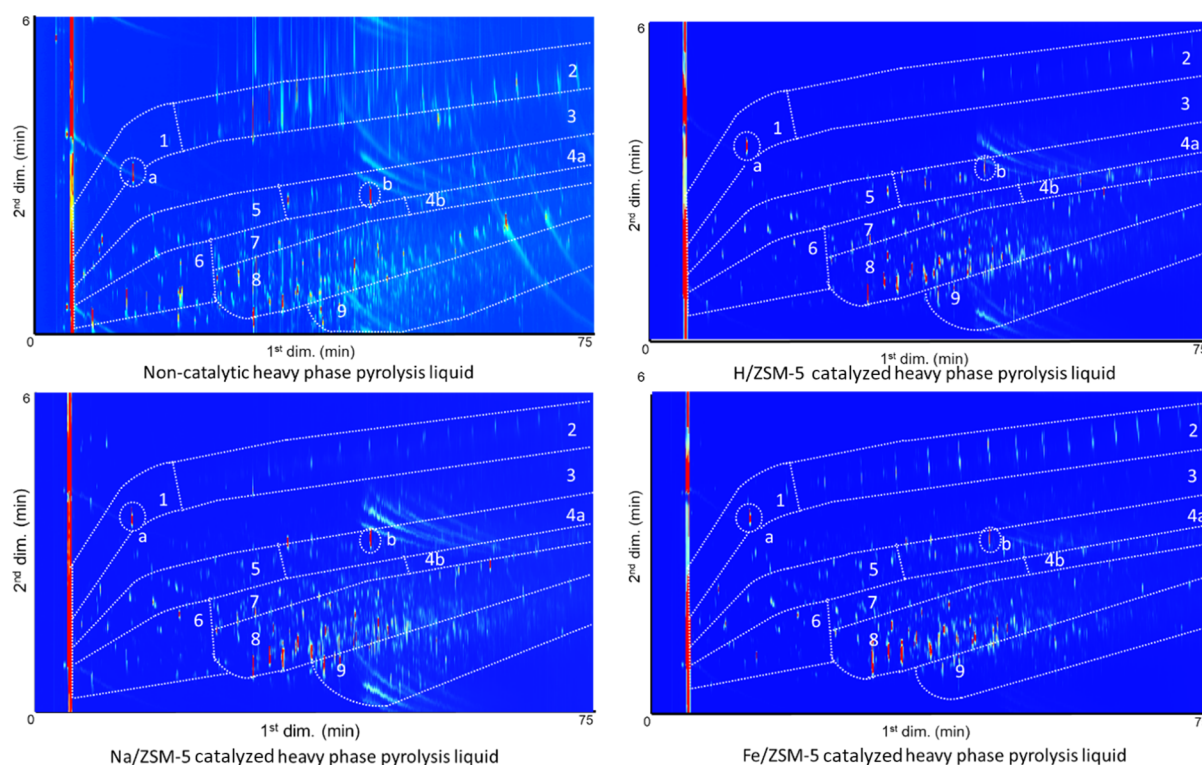 6
2
1
3
a
4a
b
5
4b
7
6
8
9
2nd dim. (min)
0
75
1st dim. (min)
Non-catalytic heavy phase pyrolysis liquid
6
2
1
3
a
4a
b
5
4b
7
6
8
9
2nd dim. (min)
0
75
1st dim. (min)
H/ZSM-5 catalyzed heavy phase pyrolysis liquid
6
2
1
3
a
4a
b
5
4b
7
6
8
9
2nd dim. (min)
0
75
1st dim. (min)
Na/ZSM-5 catalyzed heavy phase pyrolysis liquid
6
2
1
3
a
4a
b
5
4b
7
6
8
9
2nd dim. (min)
0
75
1st dim. (min)
Fe/ZSM-5 catalyzed heavy phase pyrolysis liquid